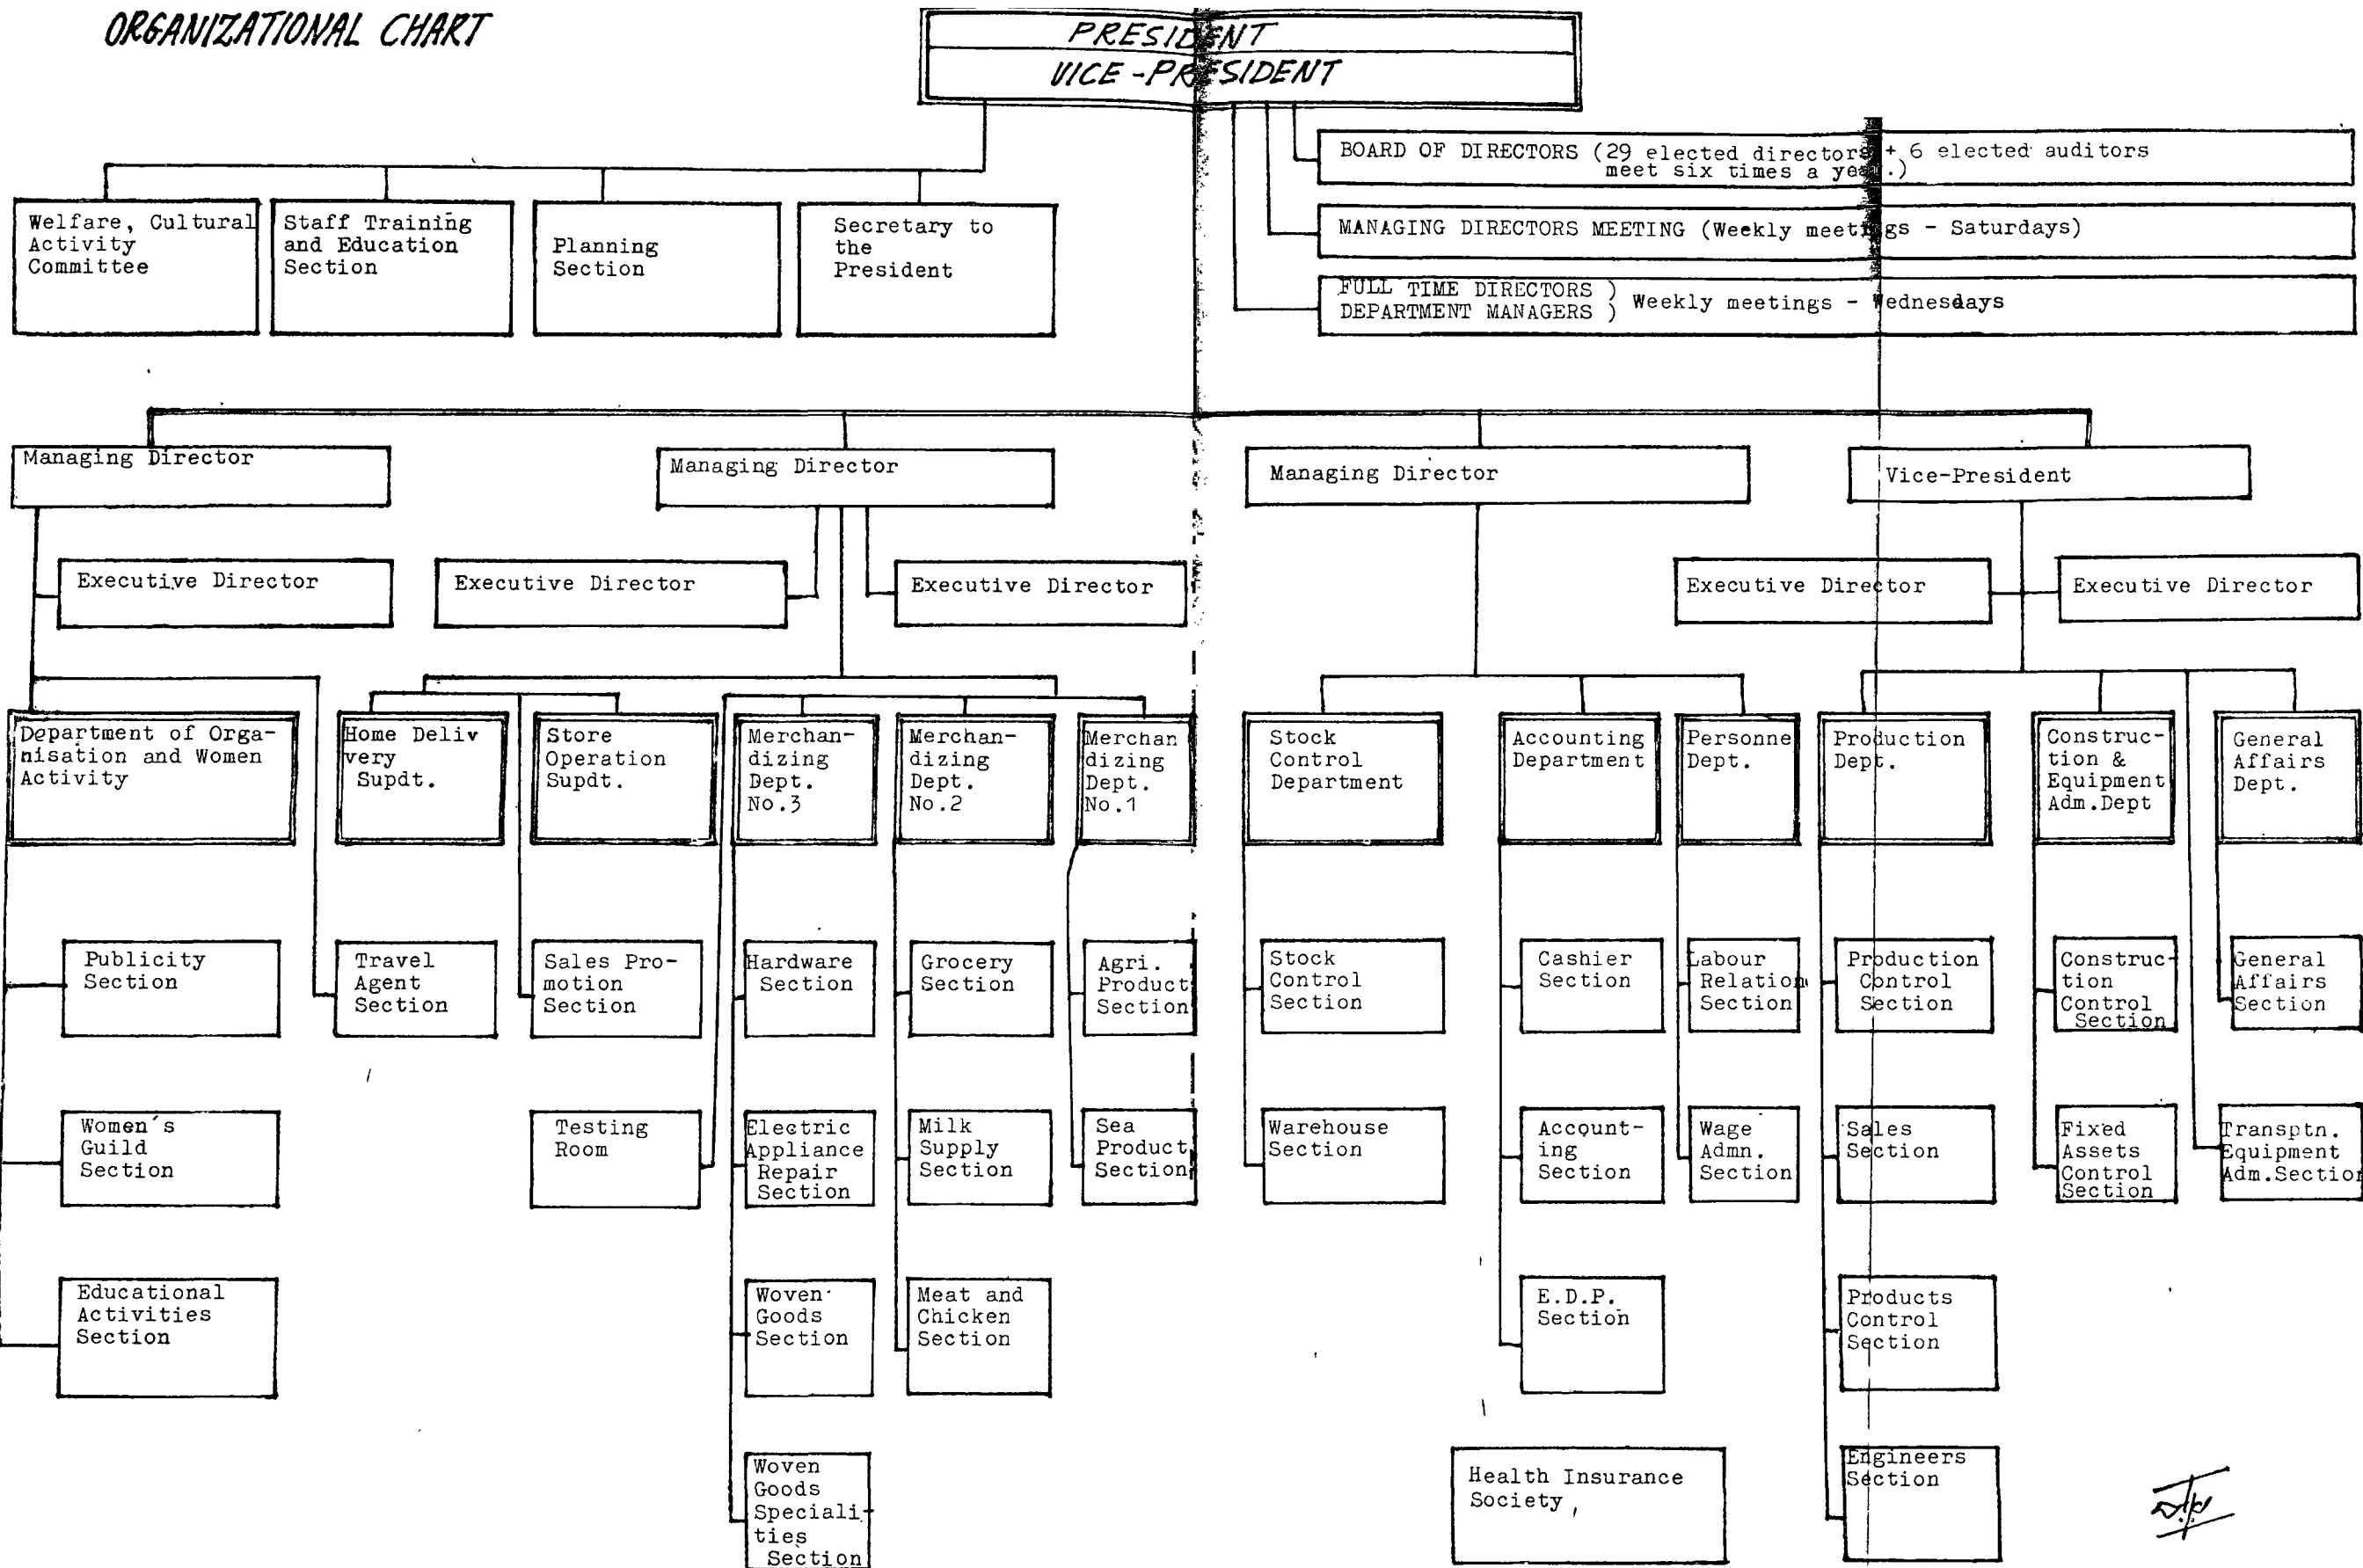 ORGANIZATIONAL CHART
PRESIDENT
VICE-PRESIDENT
BOARD OF DIRECTORS (29 elected directors + 6 elected auditors
meet six times a year.)
MANAGING DIRECTORS MEETING (Weekly meetings - Saturdays)
FULL TIME DIRECTORS )
DEPARTMENT MANAGERS ) Weekly meetings - Wednesdays
Welfare, Cultural
Activity
Committee
Staff Training
and Education
Section
Planning
Section
Secretary to
the
President
Managing Director
Managing Director
Managing Director
Vice-President
Executive Director
Executive Director
Executive Director
Executive Director
Executive Director
Department of Orga-
nisation and Women
Activity
Home Deliv
very
Supdt.
Store
Operation
Supdt.
Merchan-
dizing
Dept.
No.3
Merchan-
dizing
Dept.
No.2
Merchan
dizing
Dept.
No.1
Stock
Control
Department
Accounting
Department
Personne
Dept.
Production
Dept.
Construc-
tion &
Equipment
Adm.Dept
General
Affairs
Dept.
Publicity
Section
Travel
Agent
Section
Sales Pro-
motion
Section
Hardware
Section
Grocery
Section
Agri.
Product
Section
Stock
Control
Section
Cashier
Section
Labour
Relation
Section
Production
Control
Section
Construc-
tion
Control
Section
General
Affairs
Section
Women's
Guild
Section
Testing
Room
Electric
Appliance
Repair
Section
Milk
Supply
Section
Sea
Product
Section
Warehouse
Section
Account-
ing
Section
Wage
Admn.
Section
Sales
Section
Fixed
Assets
Control
Section
Transptn.
Equipment
Adm.Section
Educational
Activities
Section
Woven
Goods
Section
Meat and
Chicken
Section
E.D.P.
Section
Products
Control
Section
Woven
Goods
Speciali-
ties
Section
Health Insurance
Society
Engineers
Section